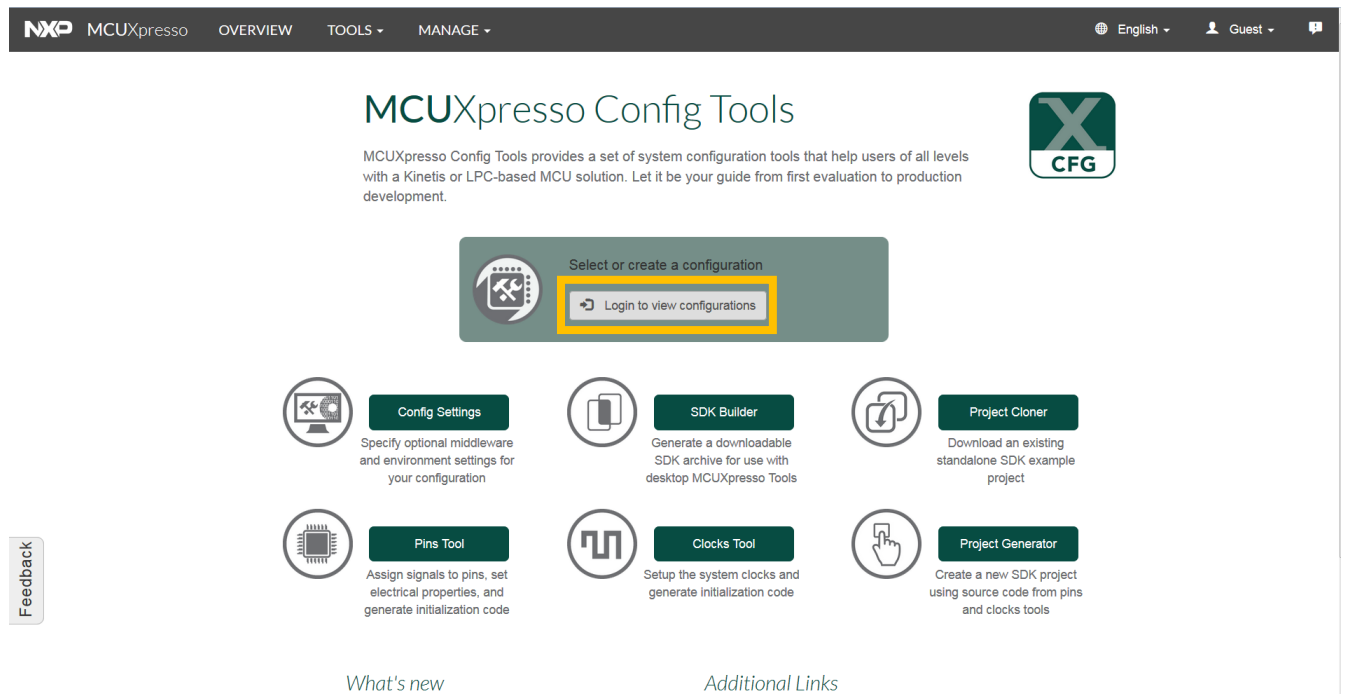 NXP MCUXpresso OVERVIEW TOOLS MANAGE English Guest
MCUXpresso Config Tools
MCUXpresso Config Tools provides a set of system configuration tools that help users of all levels
with a Kinetis or LPC-based MCU solution. Let it be your guide from first evaluation to production
development.
X
CFG
Select or create a configuration
Login to view configurations
Config Settings
Specify optional middleware
and environment settings for
your configuration
SDK Builder
Generate a downloadable
SDK archive for use with
desktop MCUXpresso Tools
Project Cloner
Download an existing
standalone SDK example
project
Pins Tool
Assign signals to pins, set
electrical properties, and
generate initialization code
Clocks Tool
Setup the system clocks and
generate initialization code
Project Generator
Create a new SDK project
using source code from pins
and clocks tools
Feedback
What's new
Additional Links